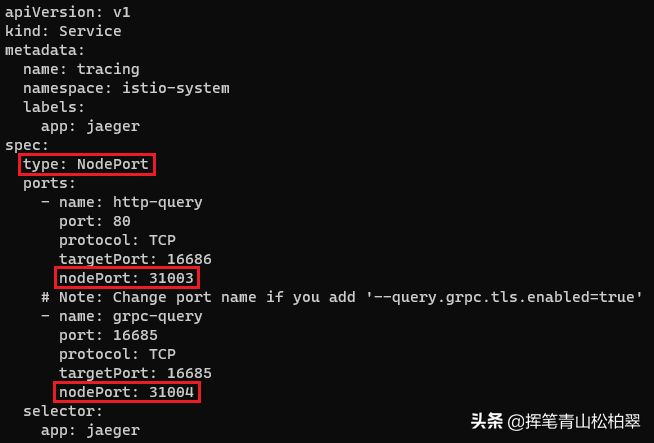 apiVersion: v1
kind: Service
metadata:
  name: tracing
  namespace: istio-system
  labels:
    app: jaeger
spec:
  type: NodePort
  ports:
    - name: http-query
      port: 80
      protocol: TCP
      targetPort: 16686
      nodePort: 31003
    # Note: Change port name if you add '--query.grpc.tls.enabled=true'
    - name: grpc-query
      port: 16685
      protocol: TCP
      targetPort: 16685
      nodePort: 31004
  selector:
    app: jaeger
头条 @挥笔青山松柏翠